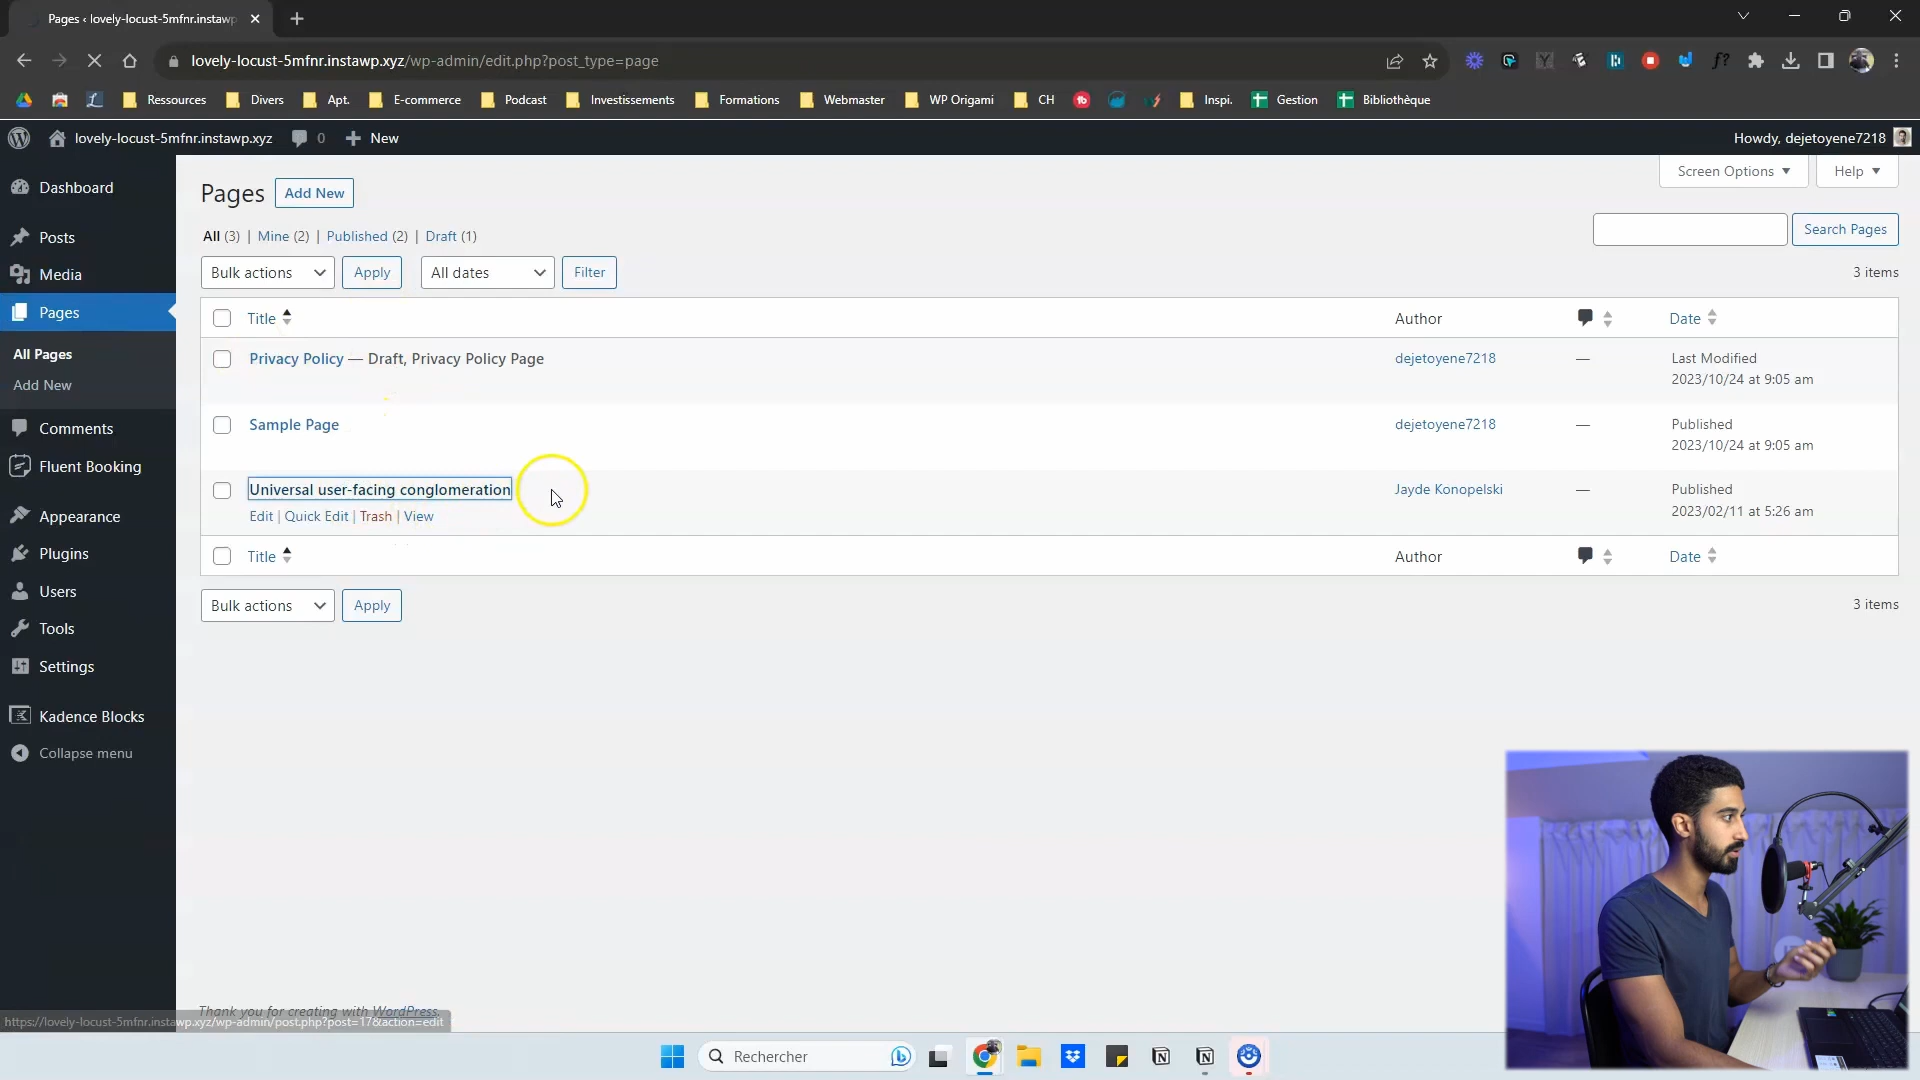 Pages ‹ lovely-locust-5mfnr.instawp
lovely-locust-5mfnr.instawp.xyz/wp-admin/edit.php?post_type=page
Ressources Divers Apt. E-commerce Podcast Investissements Formations Webmaster WP Origami CH Inspi. Gestion Bibliothèque
lovely-locust-5mfnr.instawp.xyz 0 New Howdy, dejetoyene7218
Dashboard
Posts
Media
Pages
All Pages
Add New
Comments
Fluent Booking
Appearance
Plugins
Users
Tools
Settings
Kadence Blocks
Collapse menu
Screen Options Help
Pages Add New
All (3) | Mine (2) | Published (2) | Draft (1)
Search Pages
Bulk actions Apply All dates Filter 3 items
Title Author Date
Privacy Policy — Draft, Privacy Policy Page dejetoyene7218 — Last Modified
2023/10/24 at 9:05 am
Sample Page dejetoyene7218 — Published
2023/10/24 at 9:05 am
Universal user-facing conglomeration Jayde Konopelski — Published
Edit | Quick Edit | Trash | View 2023/02/11 at 5:26 am
Title Author Date
Bulk actions Apply 3 items
Thank you for creating with WordPress.
https://lovely-locust-5mfnr.instawp.xyz/wp-admin/post.php?post=17&action=edit
Rechercher